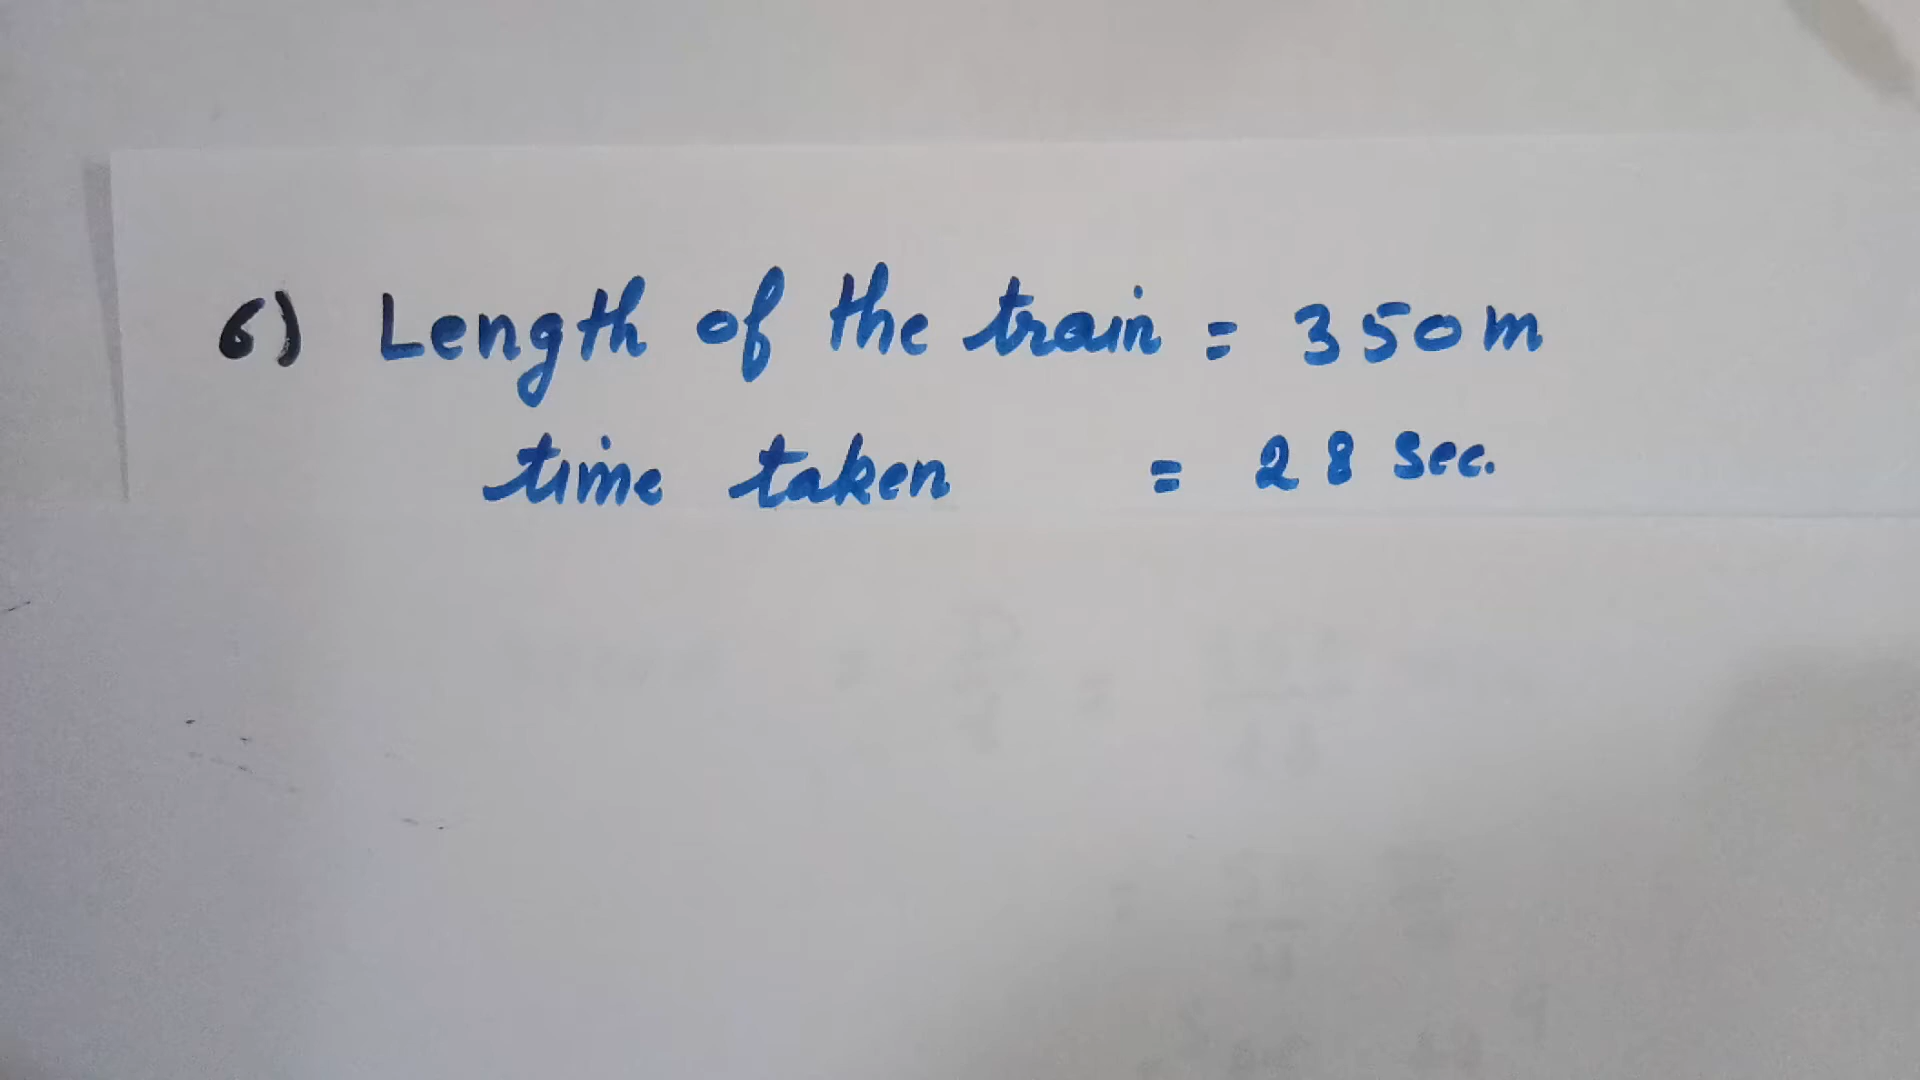 6) Length of the train = 350 m
time taken = 28 Sec.